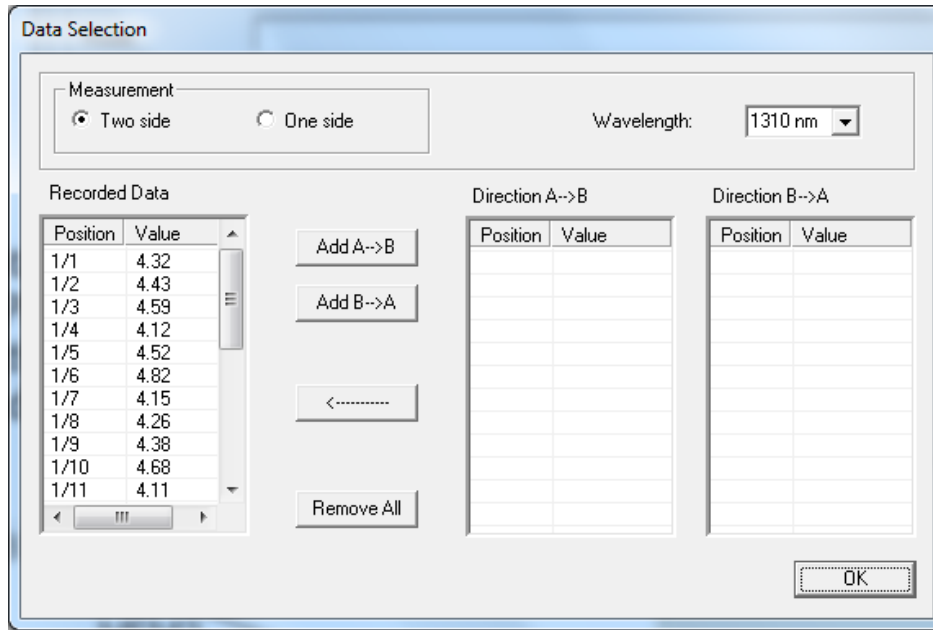 Data Selection
Measurement
Two side One side
Wavelength: 1310 nm
Recorded Data
Direction A-->B
Direction B-->A
Position Value
1/1 4.32
1/2 4.43
1/3 4.59
1/4 4.12
1/5 4.52
1/6 4.82
1/7 4.15
1/8 4.26
1/9 4.38
1/10 4.68
1/11 4.11
Add A-->B
Add B-->A
<-----------
Remove All
Position Value
Position Value
OK